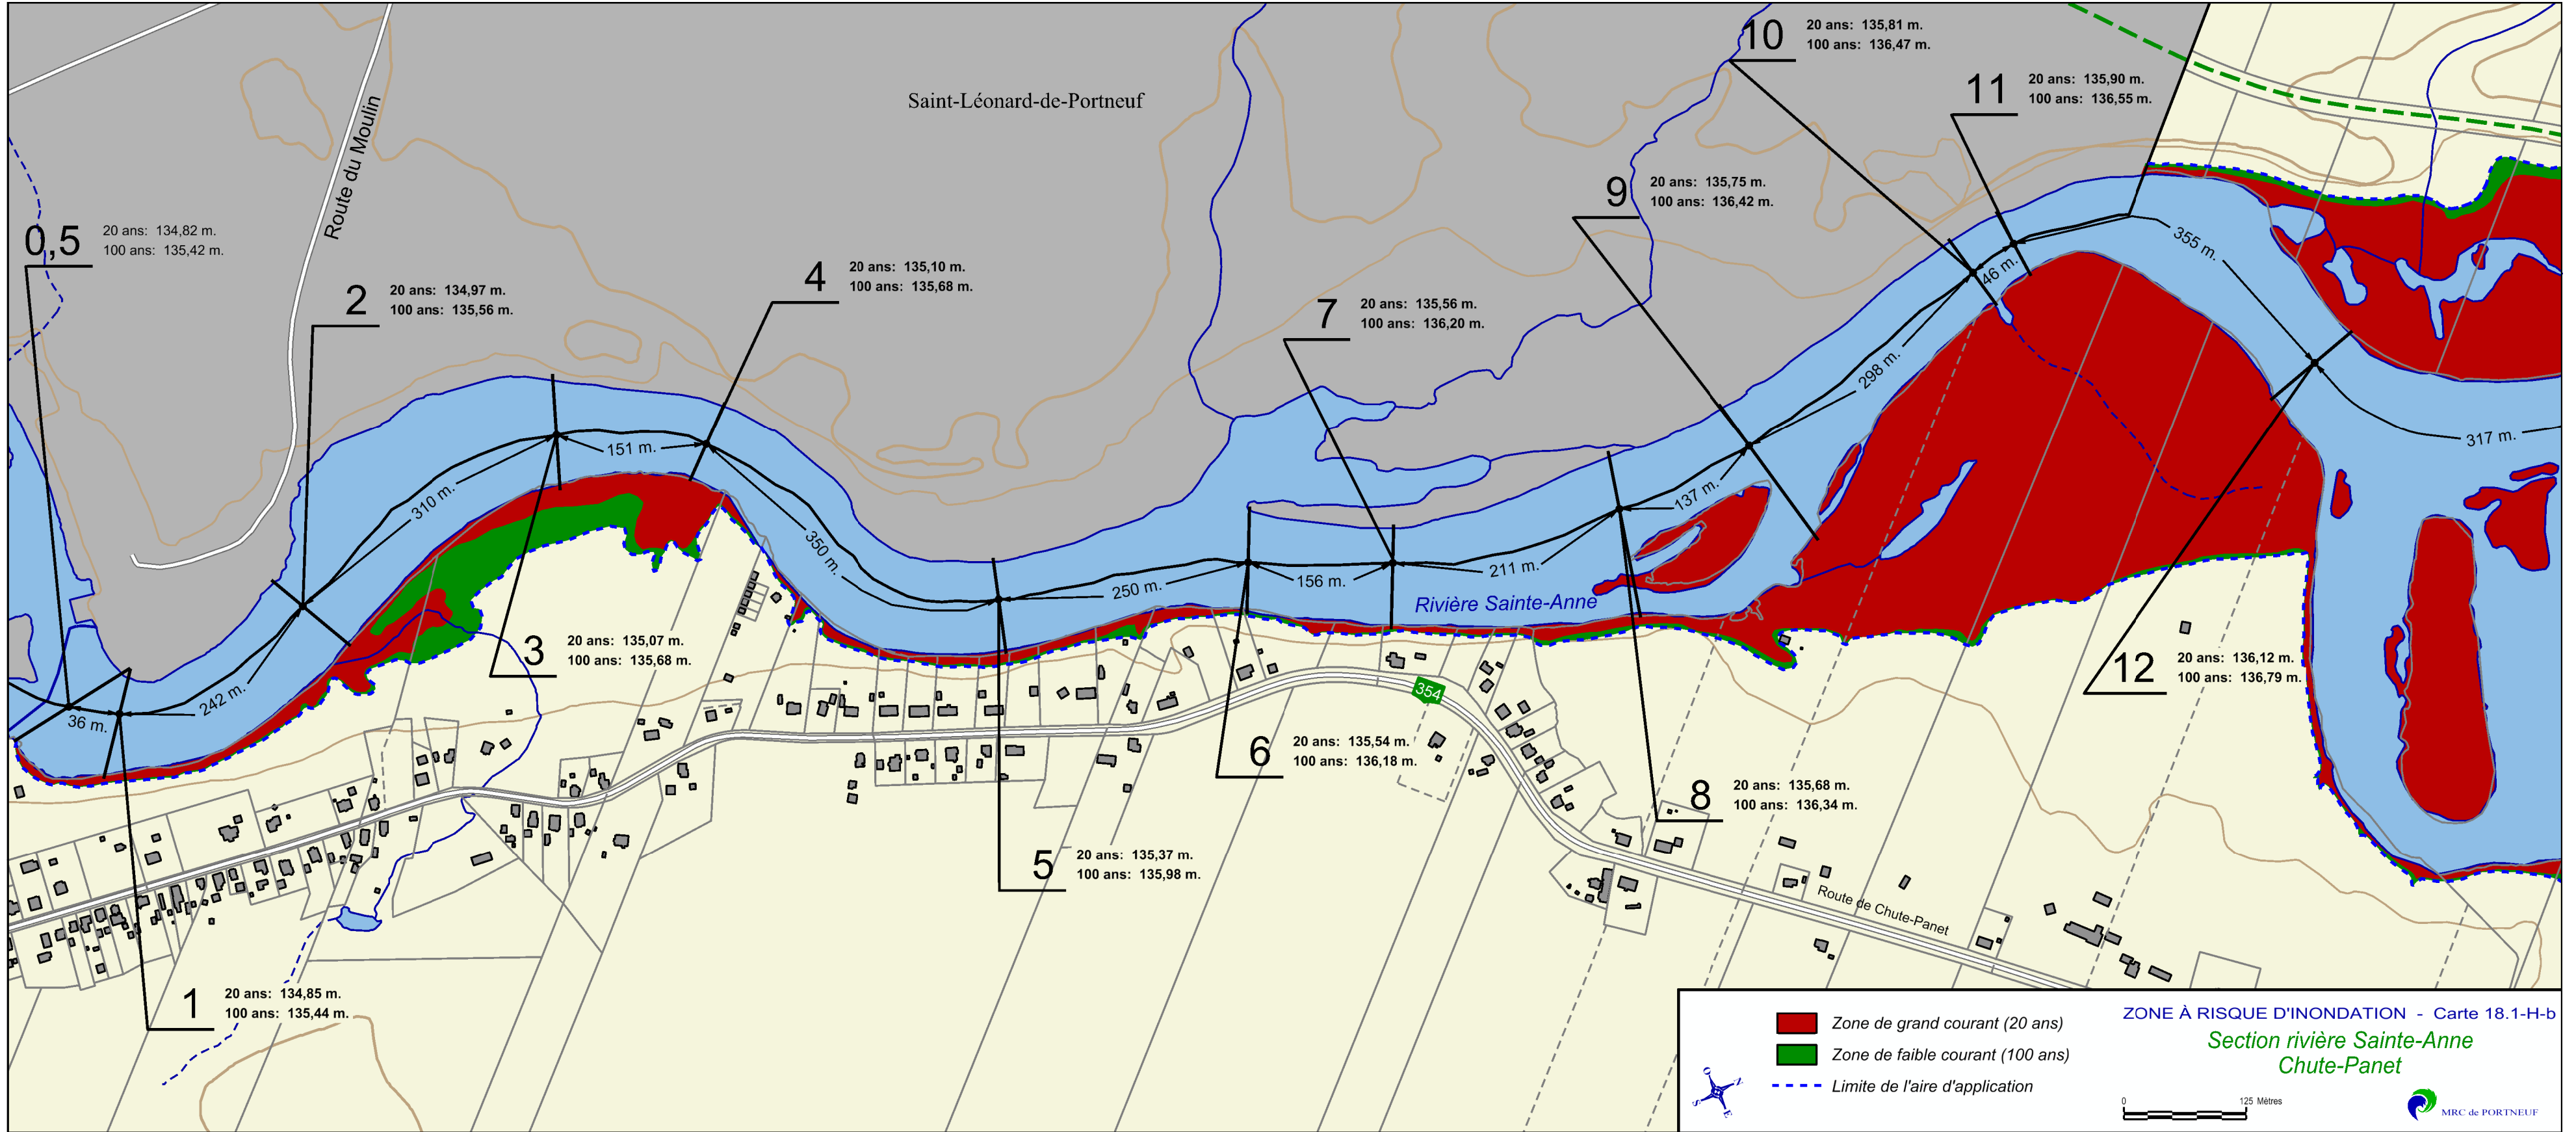 10
20 ans: 135,81 m.
100 ans: 136,47 m.
11
20 ans: 135,90 m.
100 ans: 136,55 m.
Saint-Léonard-de-Portneuf
Route du Moulin
9
20 ans: 135,75 m.
100 ans: 136,42 m.
0,5
20 ans: 134,82 m.
100 ans: 135,42 m.
2
20 ans: 134,97 m.
100 ans: 135,56 m.
4
20 ans: 135,10 m.
100 ans: 135,68 m.
7
20 ans: 135,56 m.
100 ans: 136,20 m.
355 m.
46 m.
298 m.
317 m.
151 m.
310 m.
350 m.
137 m.
211 m.
156 m.
250 m.
Rivière Sainte-Anne
242 m.
36 m.
3
20 ans: 135,07 m.
100 ans: 135,68 m.
12
20 ans: 136,12 m.
100 ans: 136,79 m.
354
6
20 ans: 135,54 m.
100 ans: 136,18 m.
8
20 ans: 135,68 m.
100 ans: 136,34 m.
5
20 ans: 135,37 m.
100 ans: 135,98 m.
Route de Chute-Panet
1
20 ans: 134,85 m.
100 ans: 135,44 m.
Zone de grand courant (20 ans)
Zone de faible courant (100 ans)
Limite de l'aire d'application
O
N
S
E
ZONE À RISQUE D'INONDATION - Carte 18.1-H-b
Section rivière Sainte-Anne
Chute-Panet
0 125 Mètres
MRC de PORTNEUF